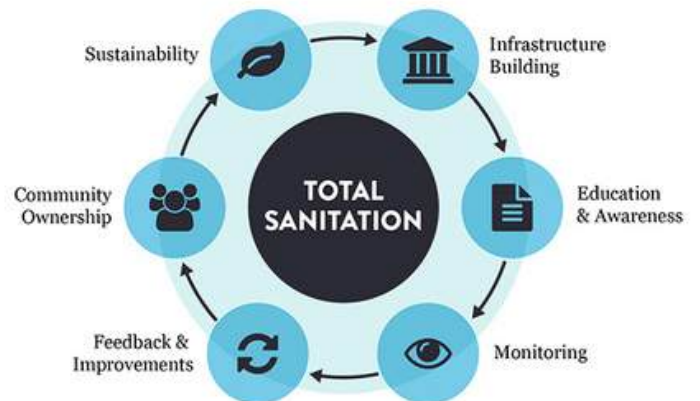 Sustainability
Infrastructure
Building
Education
& Awareness
Monitoring
Feedback &
Improvements
Community
Ownership
TOTAL
SANITATION